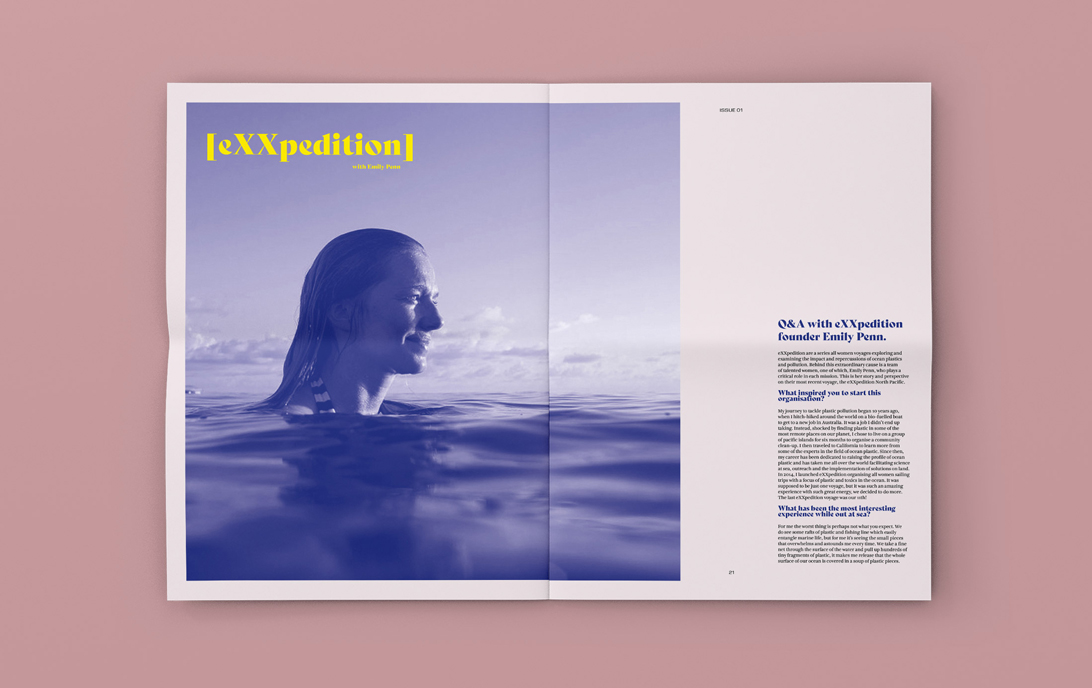 [eXXpedition]
with Emily Penn
ISSUE 01
Q&A with eXXpedition
founder Emily Penn.
eXXpedition are a series all women voyages exploring and
examining the impact and repercussions of ocean plastics
and pollution. Behind this extraordinary cause is a team
of talented women, one of which, Emily Penn, who plays a
critical role in each mission. This is her story and perspective
on their most recent voyage, the eXXpedition North Pacific.
What inspired you to start this
organisation?
My journey to tackle plastic pollution began 10 years ago,
when I hitch-hiked around the world on a bio-fuelled boat
to get to a new job in Australia. It was a job I didn't end up
taking. Instead, shocked by finding plastic in some of the
most remote places on our planet, I chose to live on a group
of pacific islands for six months to organise a community
clean-up. I then traveled to California to learn more from
some of the experts in the field of ocean plastic. Since then,
my career has been dedicated to raising the profile of ocean
plastic and has taken me all over the world facilitating science
at sea, outreach and the implementation of solutions on land.
In 2014, I launched eXXpedition organising all women sailing
trips with a focus of plastic and toxics in the ocean. It was
supposed to be just one voyage, but it was such an amazing
experience with such great energy, we decided to do more.
The last eXXpedition voyage was our 10th!
What has been the most interesting
experience while out at sea?
For me the worst thing is perhaps not what you expect. We
do see some rafts of plastic and fishing line which easily
entangle marine life, but for me it's seeing the small pieces
that overwhelms and astounds me every time. We take a fine
net through the surface of the water and pull up hundreds of
tiny fragments of plastic, it makes me release that the whole
surface of our ocean is covered in a soup of plastic pieces.
21